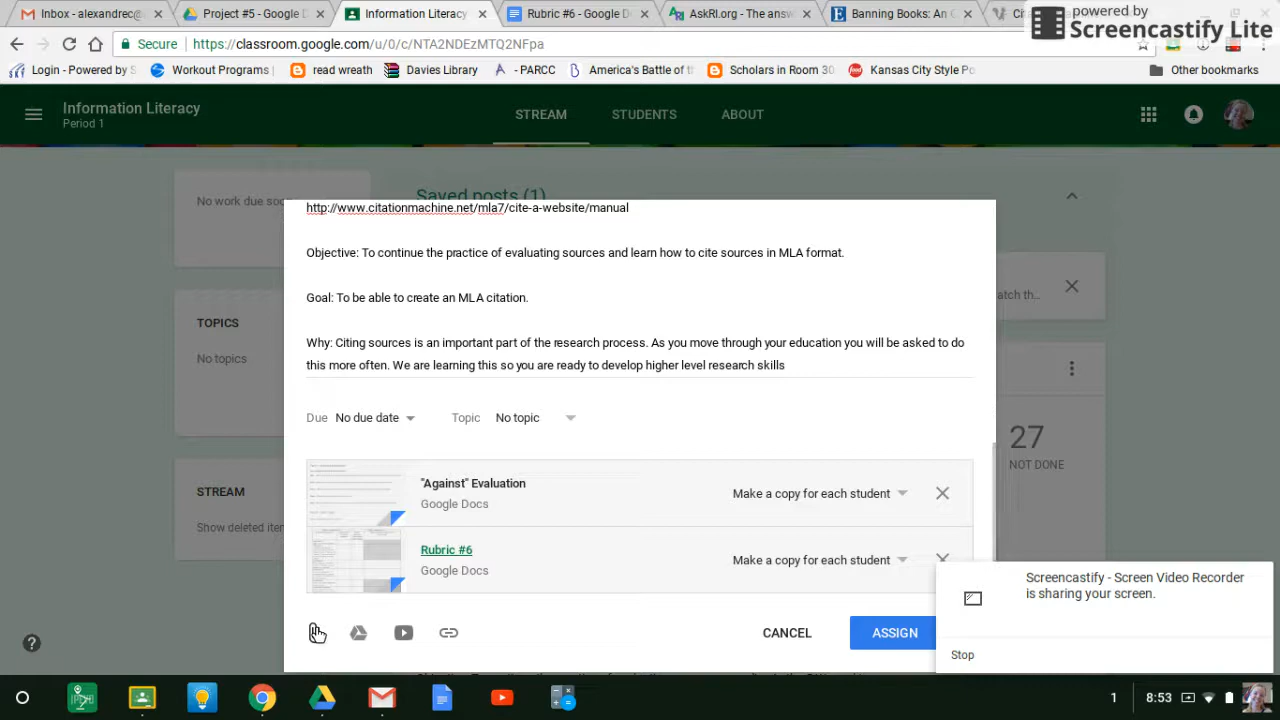 Inbox - alexandrec@
Project #5 - Google D
Information Literacy
Rubric #6 - Google Do
AskRI.org - The answe
Banning Books: An
powered by
Screencastify Lite
Secure
https://classroom.google.com/u/0/c/NTA2NDEzMTQ2NFpa
Login - Powered by
Workout Programs
read wreath
Davies Library
- PARCC
America's Battle of
Scholars in Room 30
Kansas City Style
Other bookmarks
Information Literacy
Period 1
STREAM
STUDENTS
ABOUT
No work due
Saved posts (1)
http://www.citationmachine.net/mla7/cite-a-website/manual
Objective: To continue the practice of evaluating sources and learn how to cite sources in MLA format.
Goal: To be able to create an MLA citation.
Why: Citing sources is an important part of the research process. As you move through your education you will be asked to do
this more often. We are learning this so you are ready to develop higher level research skills
TOPICS
No topics
Due No due date
Topic No topic
27
NOT DONE
STREAM
Show deleted
"Against" Evaluation
Google Docs
Make a copy for each student
Rubric #6
Google Docs
Make a copy for each student
CANCEL
ASSIGN
Screencastify - Screen Video Recorder
is sharing your screen.
Stop
1
8:53